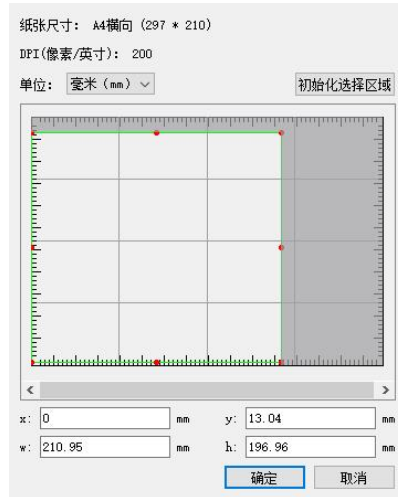 纸张尺寸： A4横向 (297 * 210)
DPI(像素/英寸)： 200
单位： 毫米 (mm) 初始化选择区域
x: 0 mm y: 13.04 mm
w: 210.95 mm h: 196.96 mm
确定 取消